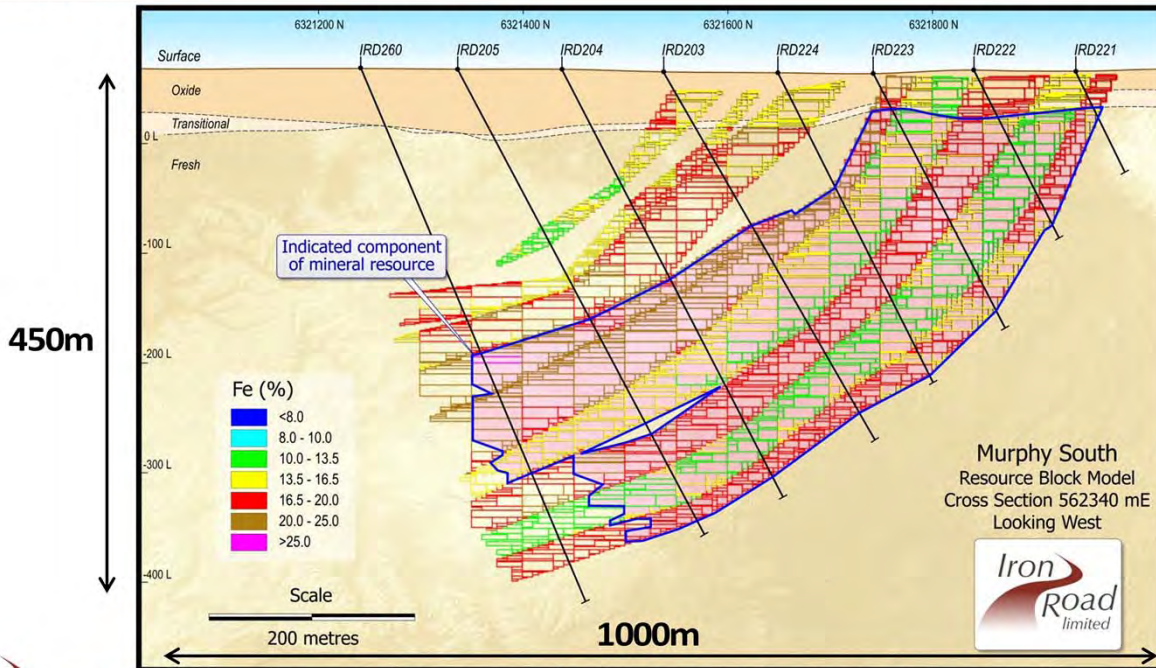 6321200 N
6321400 N
6321600 N
6321800 N
IRD260
IRD205
IRD204
IRD203
IRD224
IRD223
IRD222
IRD221
Surface
Oxide
Transitional
0 L
Fresh
-100 L
Indicated component
of mineral resource
-200 L
450m
Fe (%)
<8.0
8.0 - 10.0
10.0 - 13.5
13.5 - 16.5
16.5 - 20.0
20.0 - 25.0
>25.0
-300 L
-400 L
Murphy South
Resource Block Model
Cross Section 562340 mE
Looking West
Iron
Road
limited
Scale
200 metres
1000m